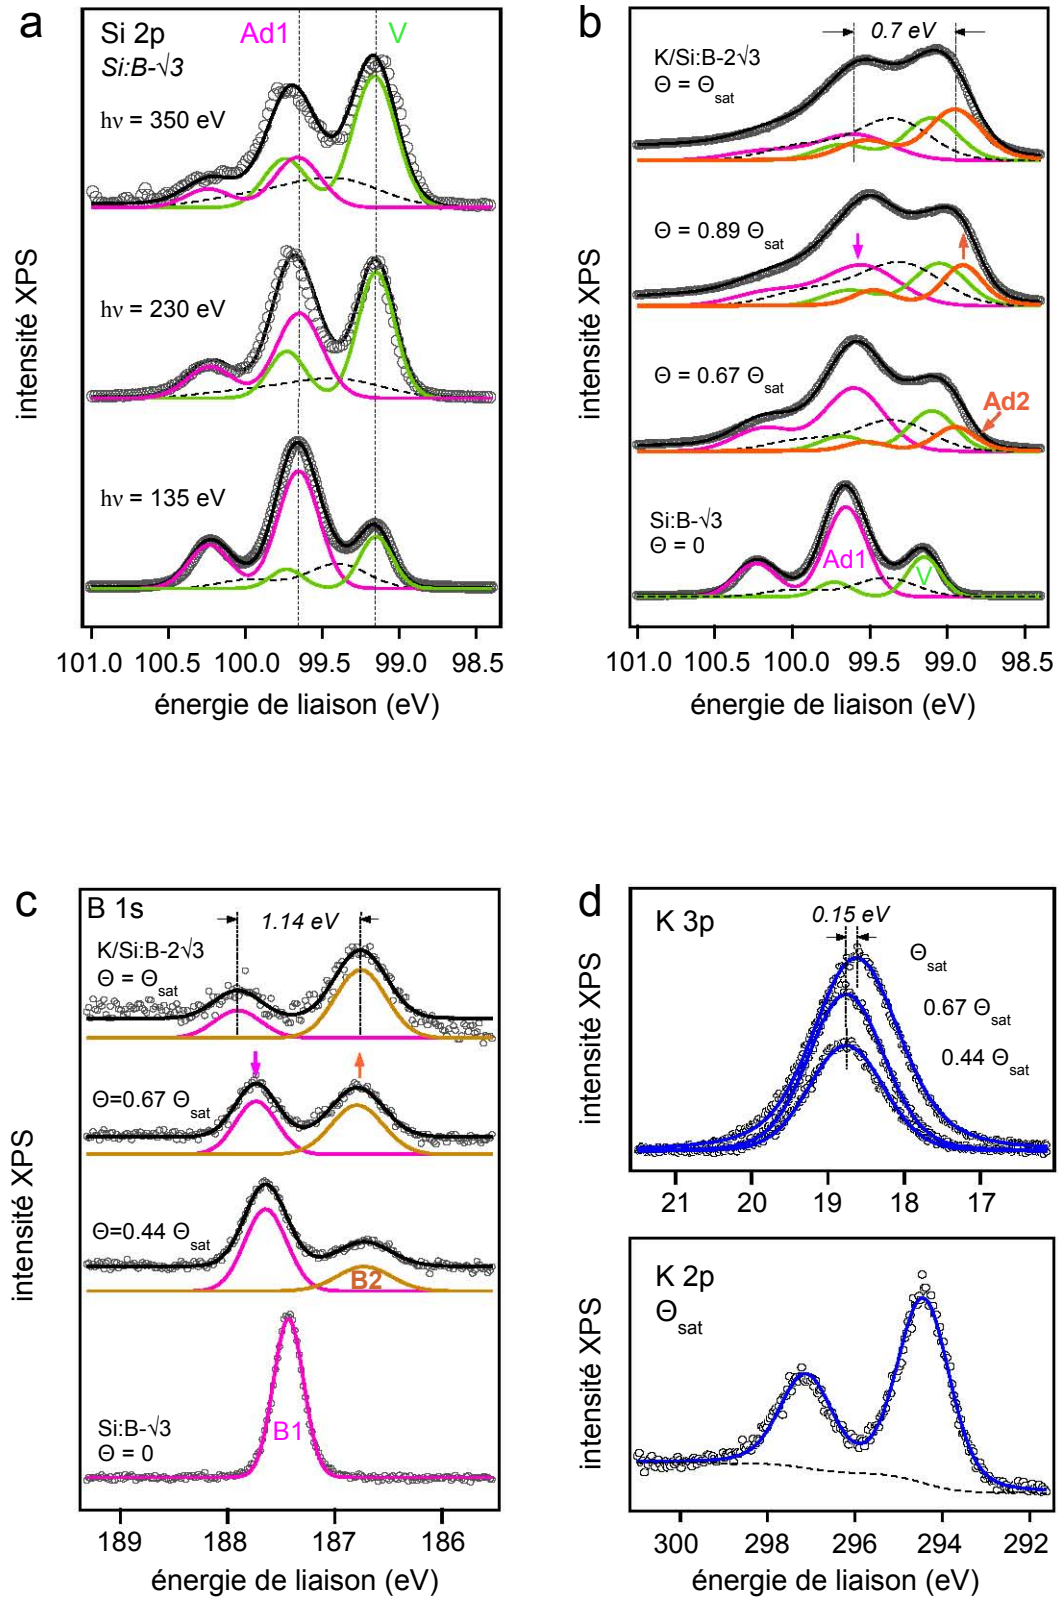 a
Si 2p
Si:B-√3
Ad1
V
hν = 350 eV
hν = 230 eV
hν = 135 eV
intensité XPS
101.0 100.5 100.0 99.5 99.0 98.5
énergie de liaison (eV)
b
0.7 eV
K/Si:B-2√3
Θ = Θsat
Θ = 0.89 Θsat
Θ = 0.67 Θsat
Ad2
Si:B-√3
Θ = 0
Ad1
V
intensité XPS
101.0 100.5 100.0 99.5 99.0 98.5
énergie de liaison (eV)
c
B 1s
1.14 eV
K/Si:B-2√3
Θ = Θsat
Θ=0.67 Θsat
Θ=0.44 Θsat
B2
B1
Si:B-√3
Θ = 0
intensité XPS
189 188 187 186
énergie de liaison (eV)
d
K 3p
0.15 eV
Θsat
0.67 Θsat
0.44 Θsat
intensité XPS
21 20 19 18 17
K 2p
Θsat
intensité XPS
300 298 296 294 292
énergie de liaison (eV)